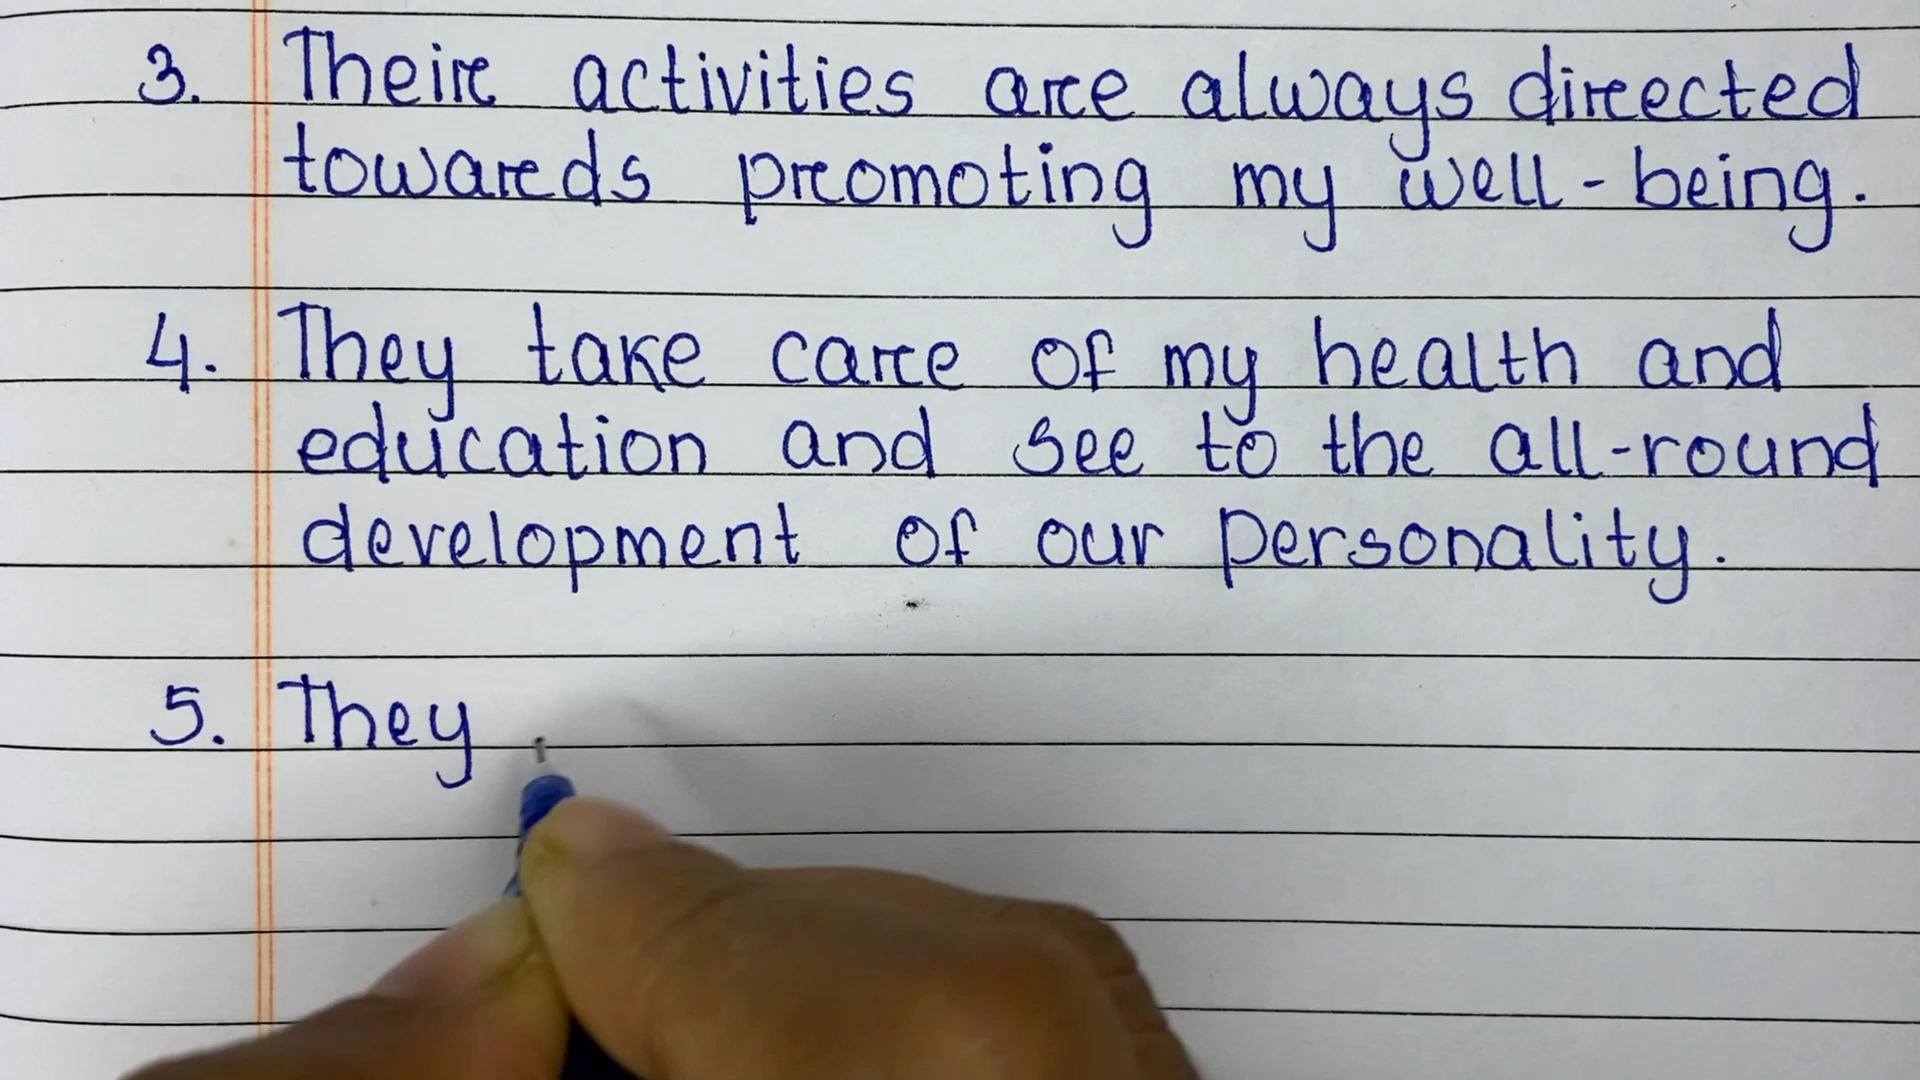 3. Their activities are always directed
towards promoting my well-being.
4. They take care of my health and
education and see to the all-round
development of our personality.
5. They